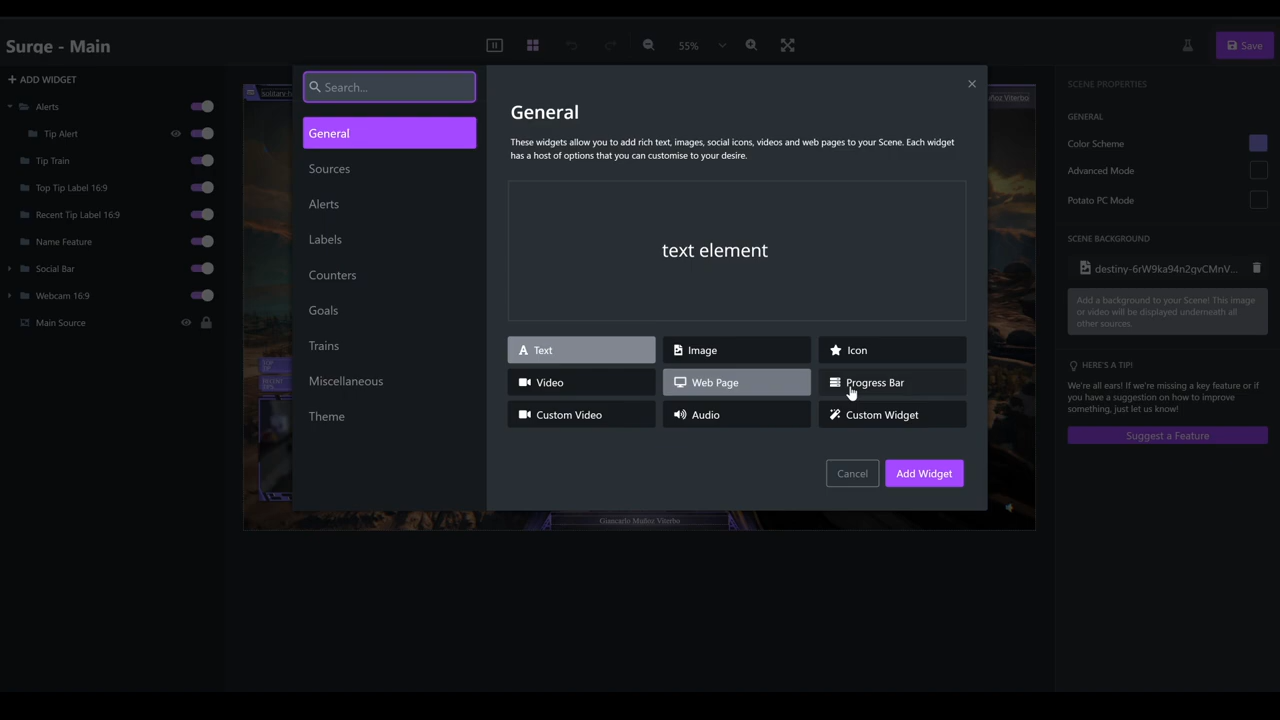 Surge - Main
55%
Save
ADD WIDGET
Alerts
Tip Alert
Tip Train
Top Tip Label 16:9
Recent Tip Label 16:9
Name Feature
Social Bar
Webcam 16:9
Main Source
Search...
General
Sources
Alerts
Labels
Counters
Goals
Trains
Miscellaneous
Theme
General
These widgets allow you to add rich text, images, social icons, videos and web pages to your Scene. Each widget
has a host of options that you can customise to your desire.
text element
Text
Image
Icon
Video
Web Page
Progress Bar
Custom Video
Audio
Custom Widget
Cancel
Add Widget
Giancarlo Muñoz Viterbo
SCENE PROPERTIES
GENERAL
Color Scheme
Advanced Mode
Potato PC Mode
SCENE BACKGROUND
destiny-6rW9ka94n2gvCMnV...
Add a background to your Scene! This image
or video will be displayed underneath all
other sources.
HERE'S A TIP!
We're all ears! If we're missing a key feature or if
you have a suggestion on how to improve
something, just let us know!
Suggest a Feature